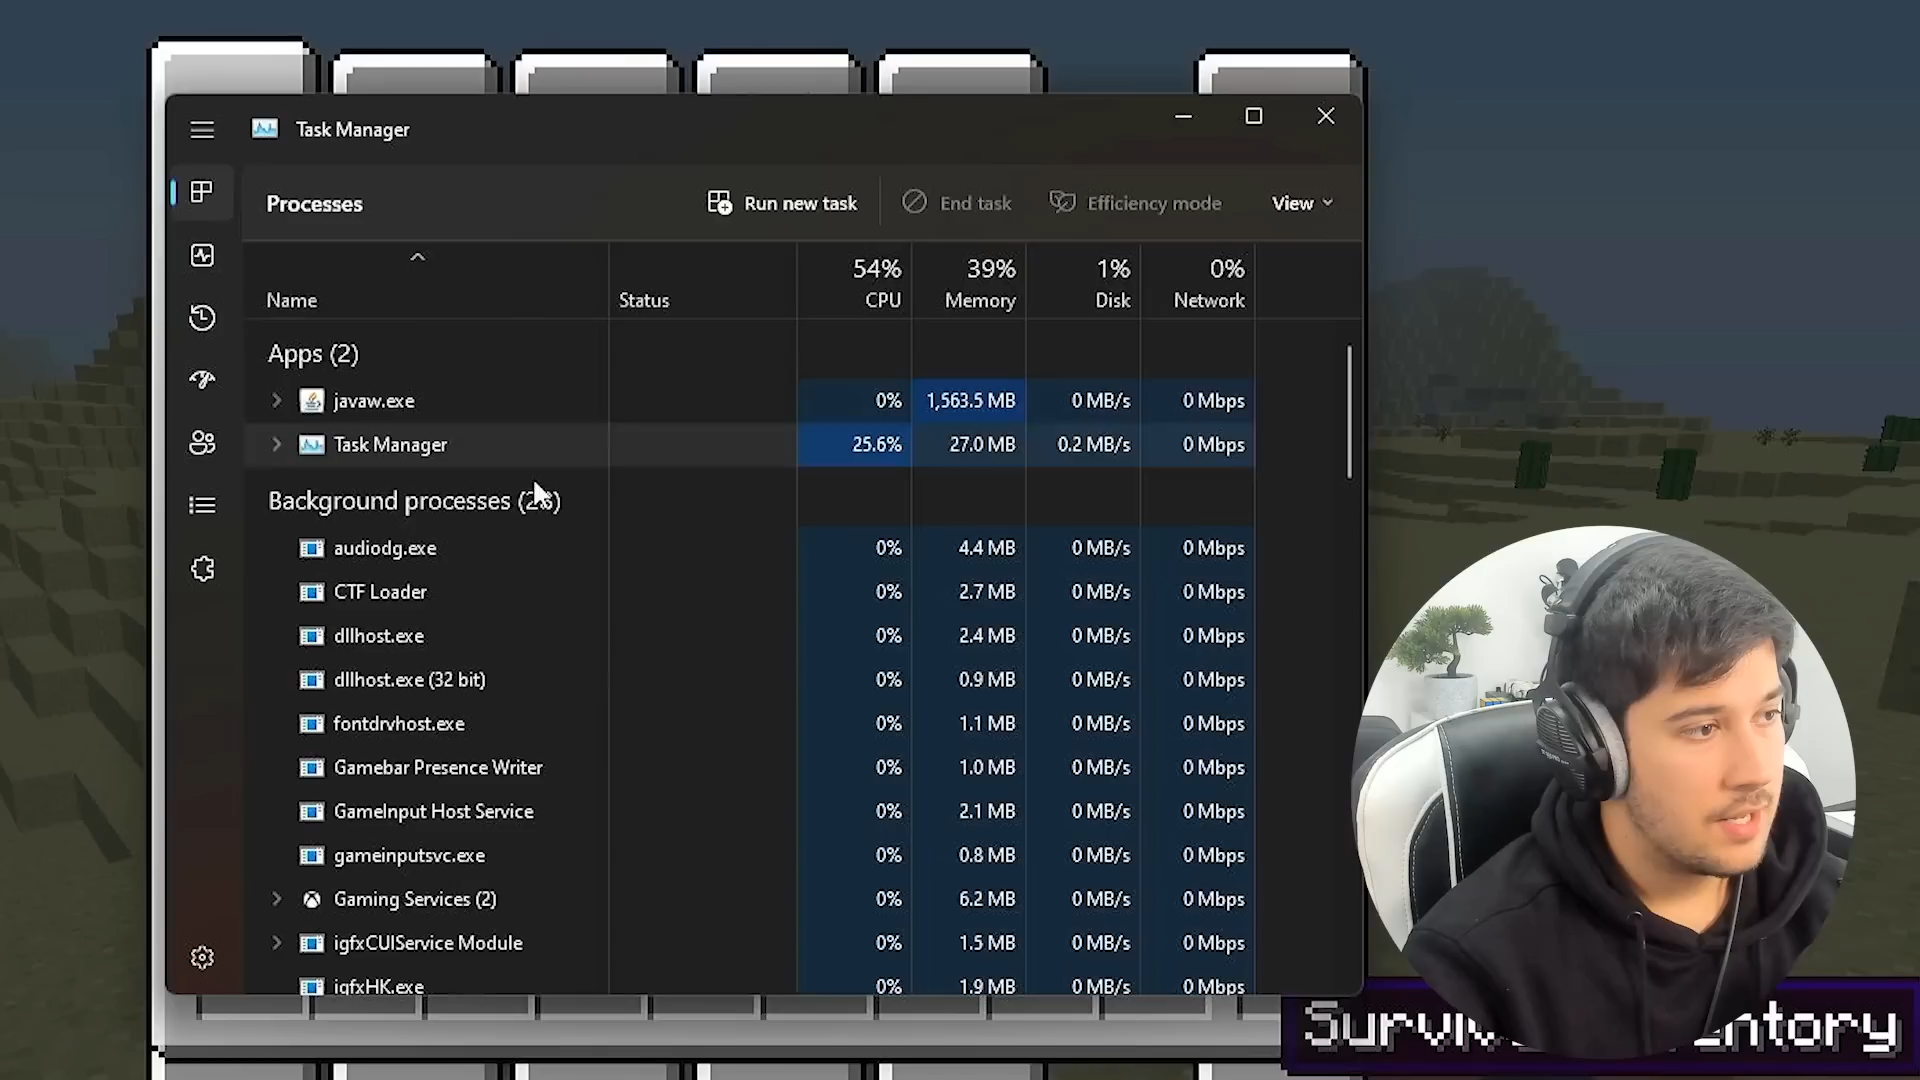 Task Manager
Processes
Run new task
End task
Efficiency mode
View
54% 39% 1% 0%
Name Status CPU Memory Disk Network
Apps (2)
javaw.exe 0% 1,563.5 MB 0 MB/s 0 Mbps
Task Manager 25.6% 27.0 MB 0.2 MB/s 0 Mbps
Background processes
audiodg.exe 0% 4.4 MB 0 MB/s 0 Mbps
CTF Loader 0% 2.7 MB 0 MB/s 0 Mbps
dllhost.exe 0% 2.4 MB 0 MB/s 0 Mbps
dllhost.exe (32 bit) 0% 0.9 MB 0 MB/s 0 Mbps
fontdrvhost.exe 0% 1.1 MB 0 MB/s 0 Mbps
Gamebar Presence Writer 0% 1.0 MB 0 MB/s 0 Mbps
GameInput Host Service 0% 2.1 MB 0 MB/s 0 Mbps
gameinputsvc.exe 0% 0.8 MB 0 MB/s 0 Mbps
Gaming Services (2) 0% 6.2 MB 0 MB/s 0 Mbps
igfxCUIService Module 0% 1.5 MB 0 MB/s 0 Mbps
igfxHK.exe 0% 1.9 MB 0 MB/s 0 Mbps